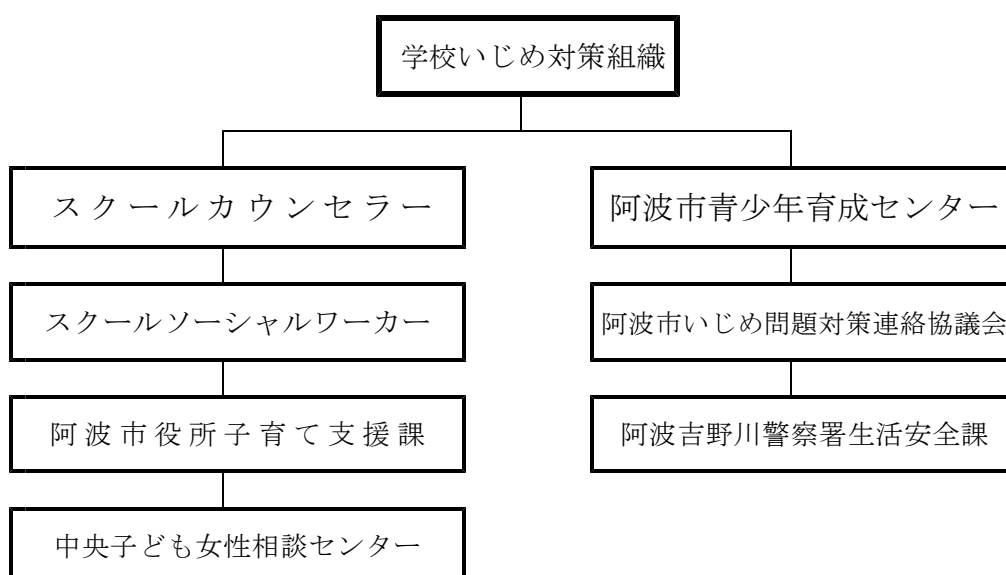 学校いじめ対策組織
スクールカウンセラー
阿波市青少年育成センター
スクールソーシャルワーカー
阿波市いじめ問題対策連絡協議会
阿波市役所子育て支援課
阿波吉野川警察署生活安全課
中央子ども女性相談センター